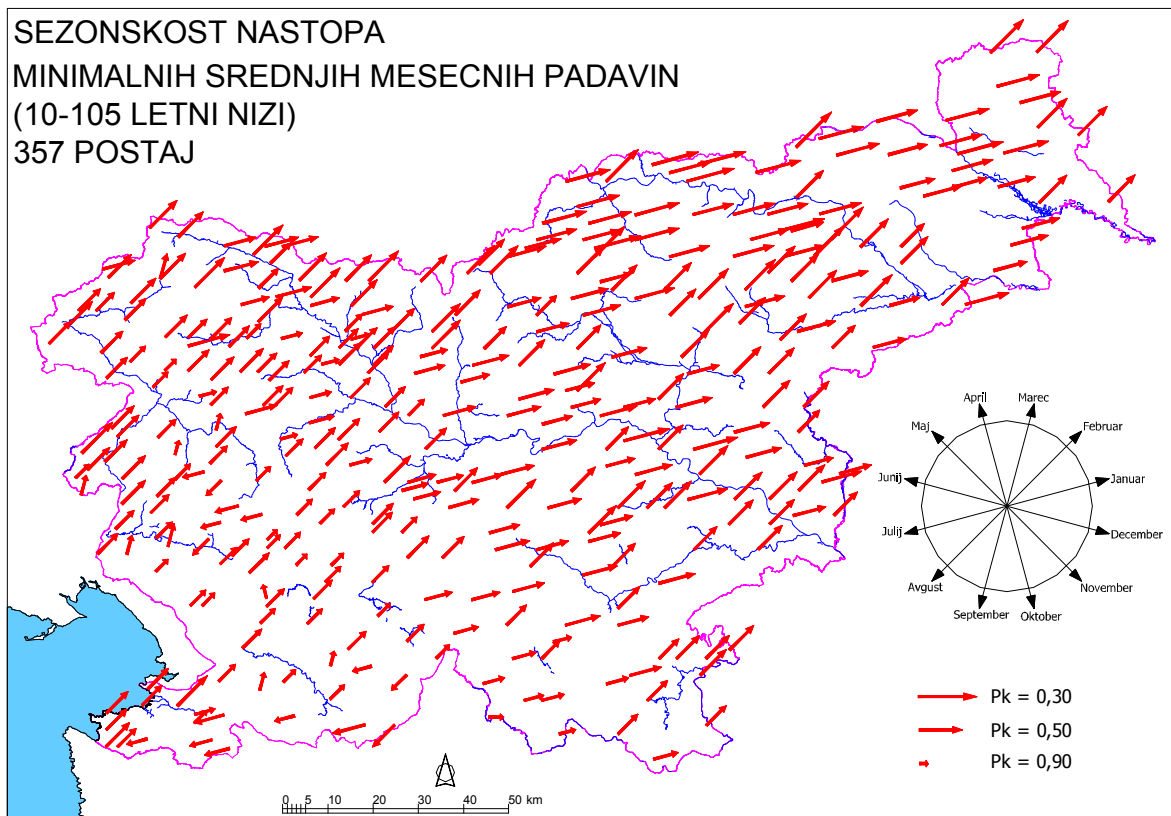 SEZONSKOST NASTOPA
MINIMALNIH SREDNJIH MESECNIH PADAVIN
(10-105 LETNI NIZI)
357 POSTAJ
April
Marec
Maj
Februar
Junij
Januar
Julij
December
Avgust
November
September
Oktober
Pk = 0,30
Pk = 0,50
Pk = 0,90
0 5 10 20 30 40 50 km